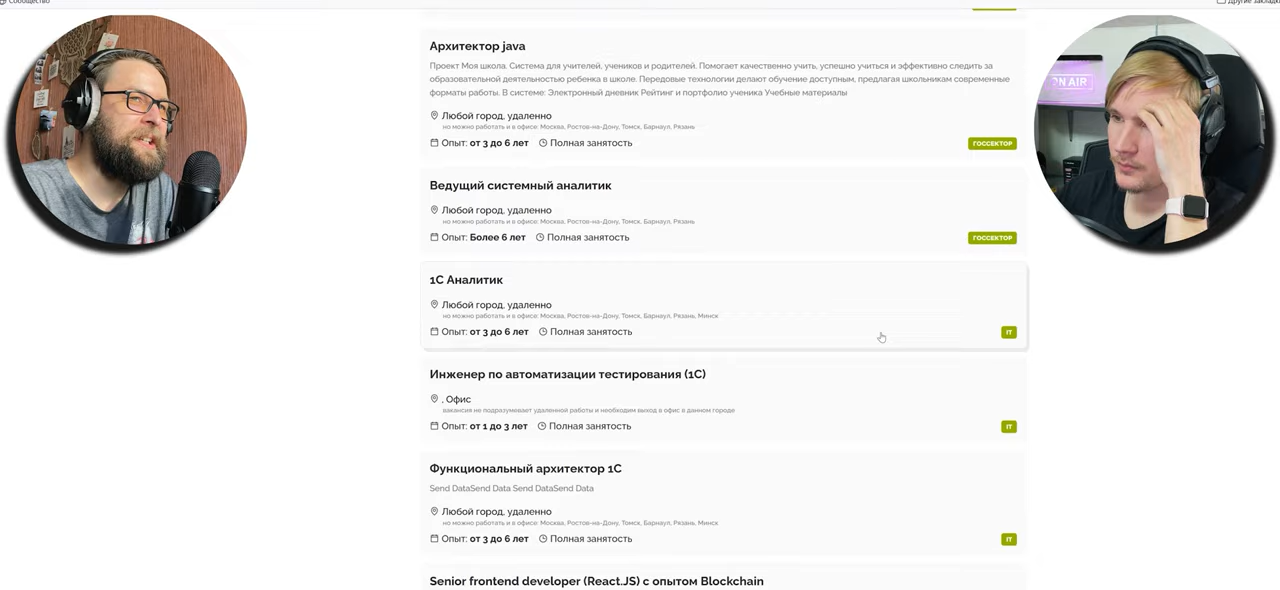 Сообщество
Другие закладки
Архитектор java
Проект Моя школа. Система для учителей, учеников и родителей. Помогает качественно учить, успешно учиться и эффективно следить за
образовательной деятельностью ребенка в школе. Передовые технологии делают обучение доступным, предлагая школьникам современные
форматы работы. В системе: Электронный дневник Рейтинг и портфолио ученика Учебные материалы
Любой город, удаленно
но можно работать и в офисе: Москва, Ростов-на-Дону, Томск, Барнаул, Рязань
Опыт: от 3 до 6 лет Полная занятость
ГОССЕКТОР
ON AIR
Ведущий системный аналитик
Любой город, удаленно
но можно работать и в офисе: Москва, Ростов-на-Дону, Томск, Барнаул, Рязань
Опыт: Более 6 лет Полная занятость
ГОССЕКТОР
1С Аналитик
Любой город, удаленно
но можно работать и в офисе: Москва, Ростов-на-Дону, Томск, Барнаул, Рязань, Минск
Опыт: от 3 до 6 лет Полная занятость
IT
Инженер по автоматизации тестирования (1С)
, Офис
вакансия не подразумевает удаленной работы и необходим выход в офис в данном городе
Опыт: от 1 до 3 лет Полная занятость
IT
Функциональный архитектор 1С
Send DataSend Data Send DataSend Data
Любой город, удаленно
но можно работать и в офисе: Москва, Ростов-на-Дону, Томск, Барнаул, Рязань, Минск
Опыт: от 3 до 6 лет Полная занятость
IT
Senior frontend developer (React.JS) с опытом Blockchain